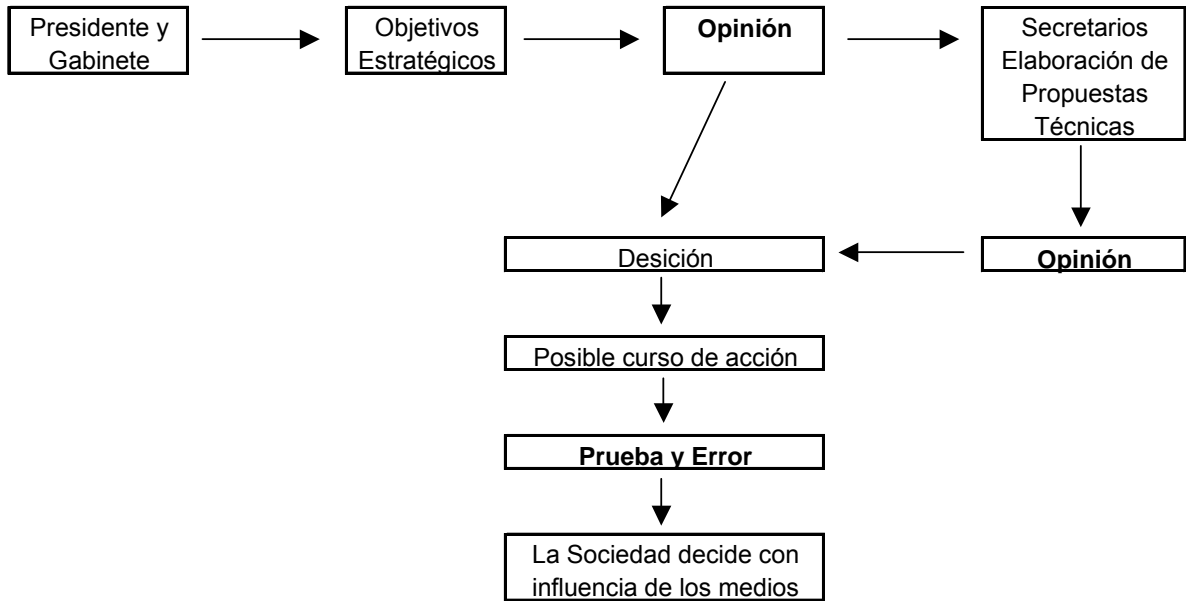 Presidente y
Gabinete
Objetivos
Estratégicos
Opinión
Secretarios
Elaboración de
Propuestas
Técnicas
Desición
Opinión
Posible curso de acción
Prueba y Error
La Sociedad decide con
influencia de los medios